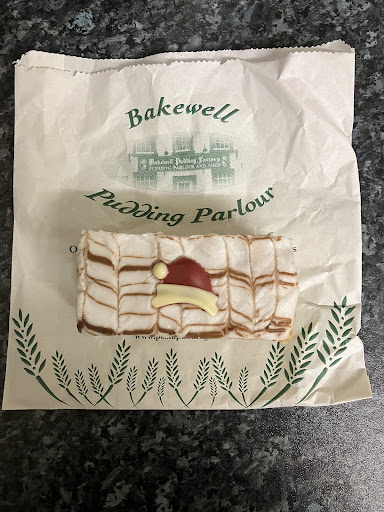 Bakewell
Bakewell Pudding Factory
PUDDING PARLOUR AND SHOP
Pudding Parlour